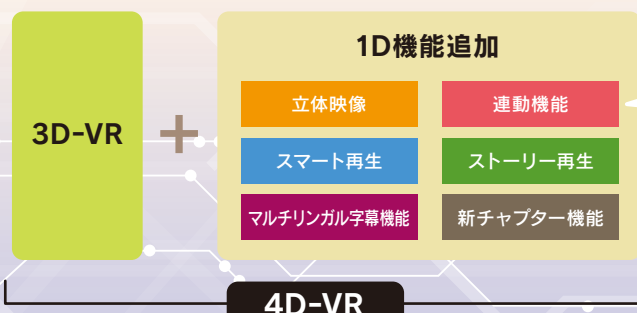 3D-VR
+
1D機能追加
立体映像
連動機能
スマート再生
ストーリー再生
マルチリンガル字幕機能
新チャプター機能
4D-VR